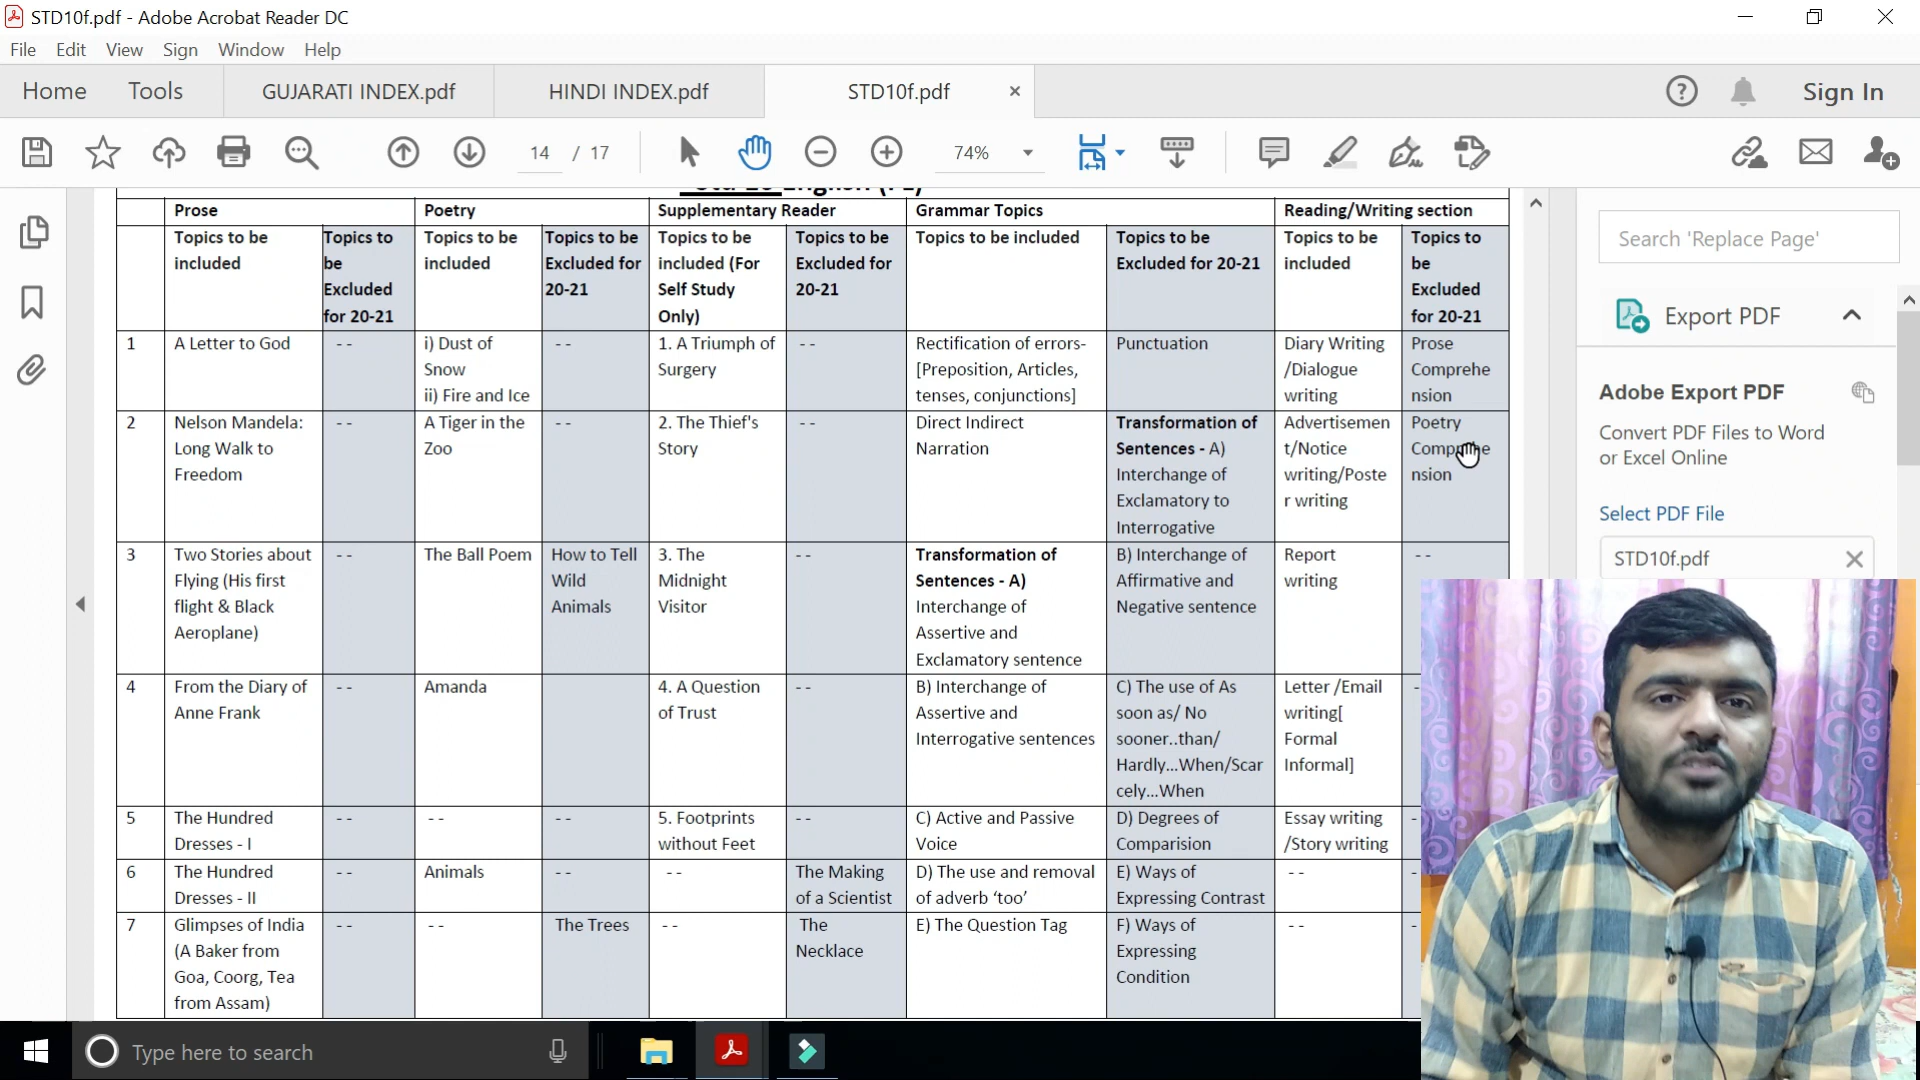 STD10f.pdf - Adobe Acrobat Reader DC
File Edit View Sign Window Help
Home Tools GUJARATI INDEX.pdf HINDI INDEX.pdf STD10f.pdf × Sign In
14 / 17 74%
Prose Poetry Supplementary Reader Grammar Topics Reading/Writing section
Topics to be
included
Topics to
be
Excluded
for 20-21
Topics to be
included
Topics to be
Excluded for
20-21
Topics to be
included (For
Self Study
Only)
Topics to be
Excluded for
20-21
Topics to be included
Topics to be
Excluded for 20-21
Topics to be
included
Topics to
be
Excluded
for 20-21
1
A Letter to God
- -
i) Dust of
Snow
ii) Fire and Ice
- -
1. A Triumph of
Surgery
- -
Rectification of errors-
[Preposition, Articles,
tenses, conjunctions]
Punctuation
Diary Writing
/Dialogue
writing
Prose
Comprehe
nsion
2
Nelson Mandela:
Long Walk to
Freedom
- -
A Tiger in the
Zoo
- -
2. The Thief's
Story
- -
Direct Indirect
Narration
Transformation of
Sentences - A)
Interchange of
Exclamatory to
Interrogative
Advertisemen
t/Notice
writing/Poste
r writing
Poetry
Comprehe
nsion
3
Two Stories about
Flying (His first
flight & Black
Aeroplane)
- -
The Ball Poem
How to Tell
Wild
Animals
3. The
Midnight
Visitor
- -
Transformation of
Sentences - A)
Interchange of
Assertive and
Exclamatory sentence
B) Interchange of
Affirmative and
Negative sentence
Report
writing
- -
4
From the Diary of
Anne Frank
- -
Amanda
4. A Question
of Trust
- -
B) Interchange of
Assertive and
Interrogative sentences
C) The use of As
soon as/ No
sooner..than/
Hardly...When/Scar
cely...When
Letter /Email
writing[
Formal
Informal]
-
5
The Hundred
Dresses - I
- -
- -
- -
5. Footprints
without Feet
- -
C) Active and Passive
Voice
D) Degrees of
Comparision
Essay writing
/Story writing
-
6
The Hundred
Dresses - II
- -
Animals
- -
- -
The Making
of a Scientist
D) The use and removal
of adverb ‘too’
E) Ways of
Expressing Contrast
- -
-
7
Glimpses of India
(A Baker from
Goa, Coorg, Tea
from Assam)
- -
- -
The Trees
- -
The
Necklace
E) The Question Tag
F) Ways of
Expressing
Condition
- -
-
Search 'Replace Page'
Export PDF
Adobe Export PDF
Convert PDF Files to Word
or Excel Online
Select PDF File
STD10f.pdf
Type here to search